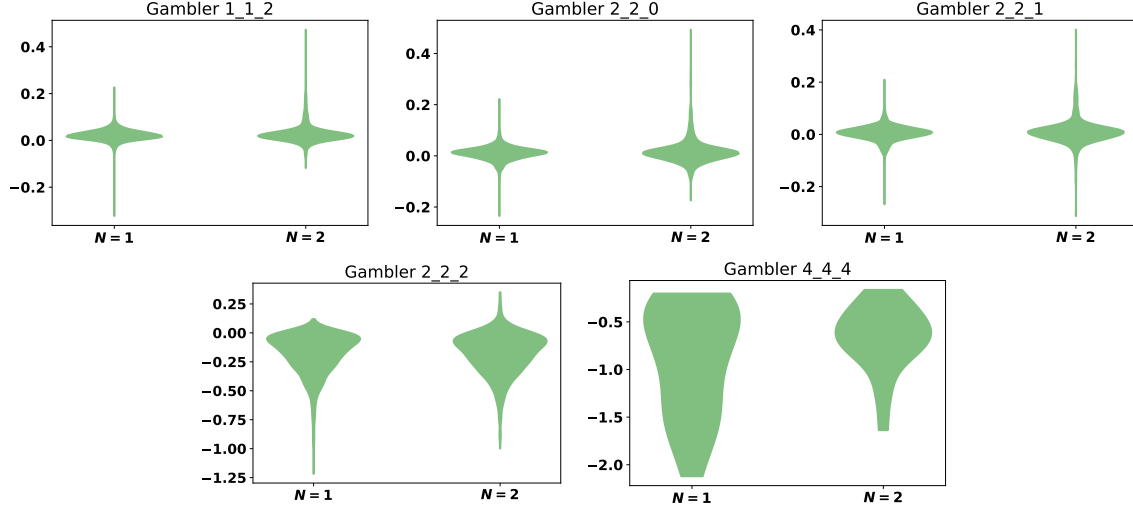 Gambler 1_1_2
0.4
0.2
0.0
−0.2
N = 1
N = 2
Gambler 2_2_0
0.4
0.2
0.0
−0.2
N = 1
N = 2
Gambler 2_2_1
0.4
0.2
0.0
−0.2
N = 1
N = 2
Gambler 2_2_2
0.25
0.00
−0.25
−0.50
−0.75
−1.00
−1.25
N = 1
N = 2
Gambler 4_4_4
−0.5
−1.0
−1.5
−2.0
N = 1
N = 2